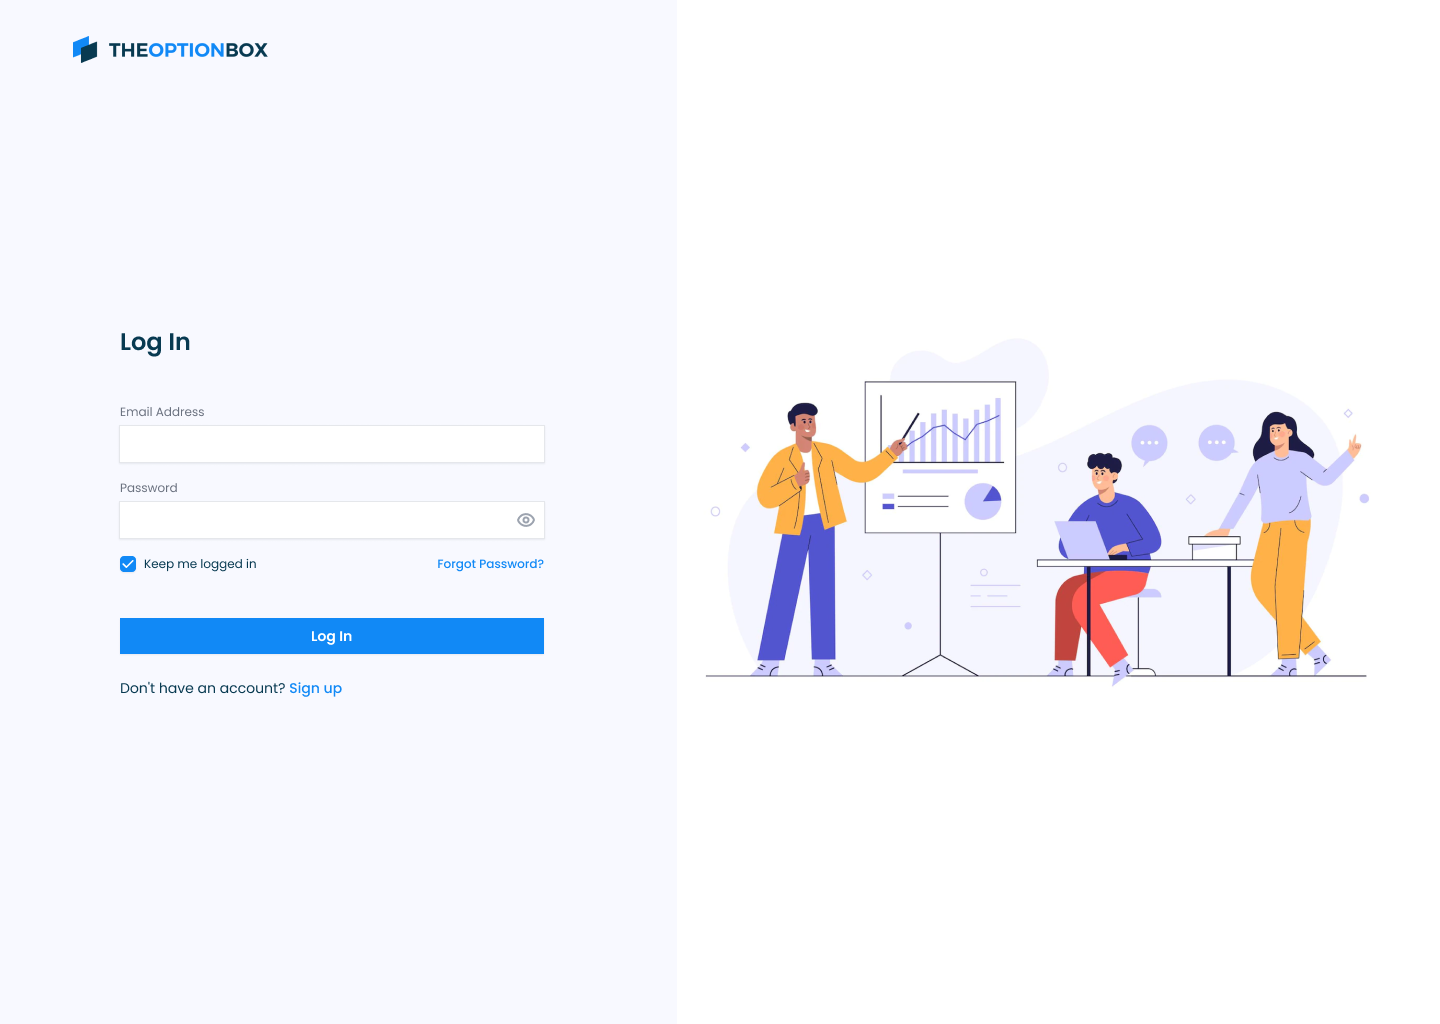 THEOPTIONBOX
Log In
Email Address
Password
Keep me logged in
Forgot Password?
Log In
Don't have an account? Sign up